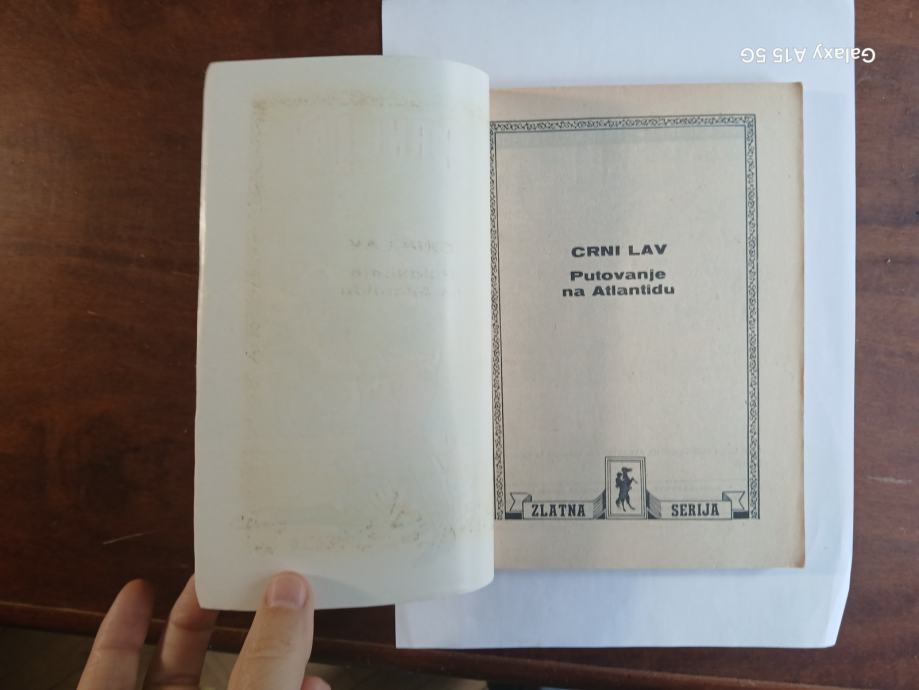 Galaxy A15 5G
CRNI LAV
Putovanje
na Atlantidu
ZLATNA SERIJA